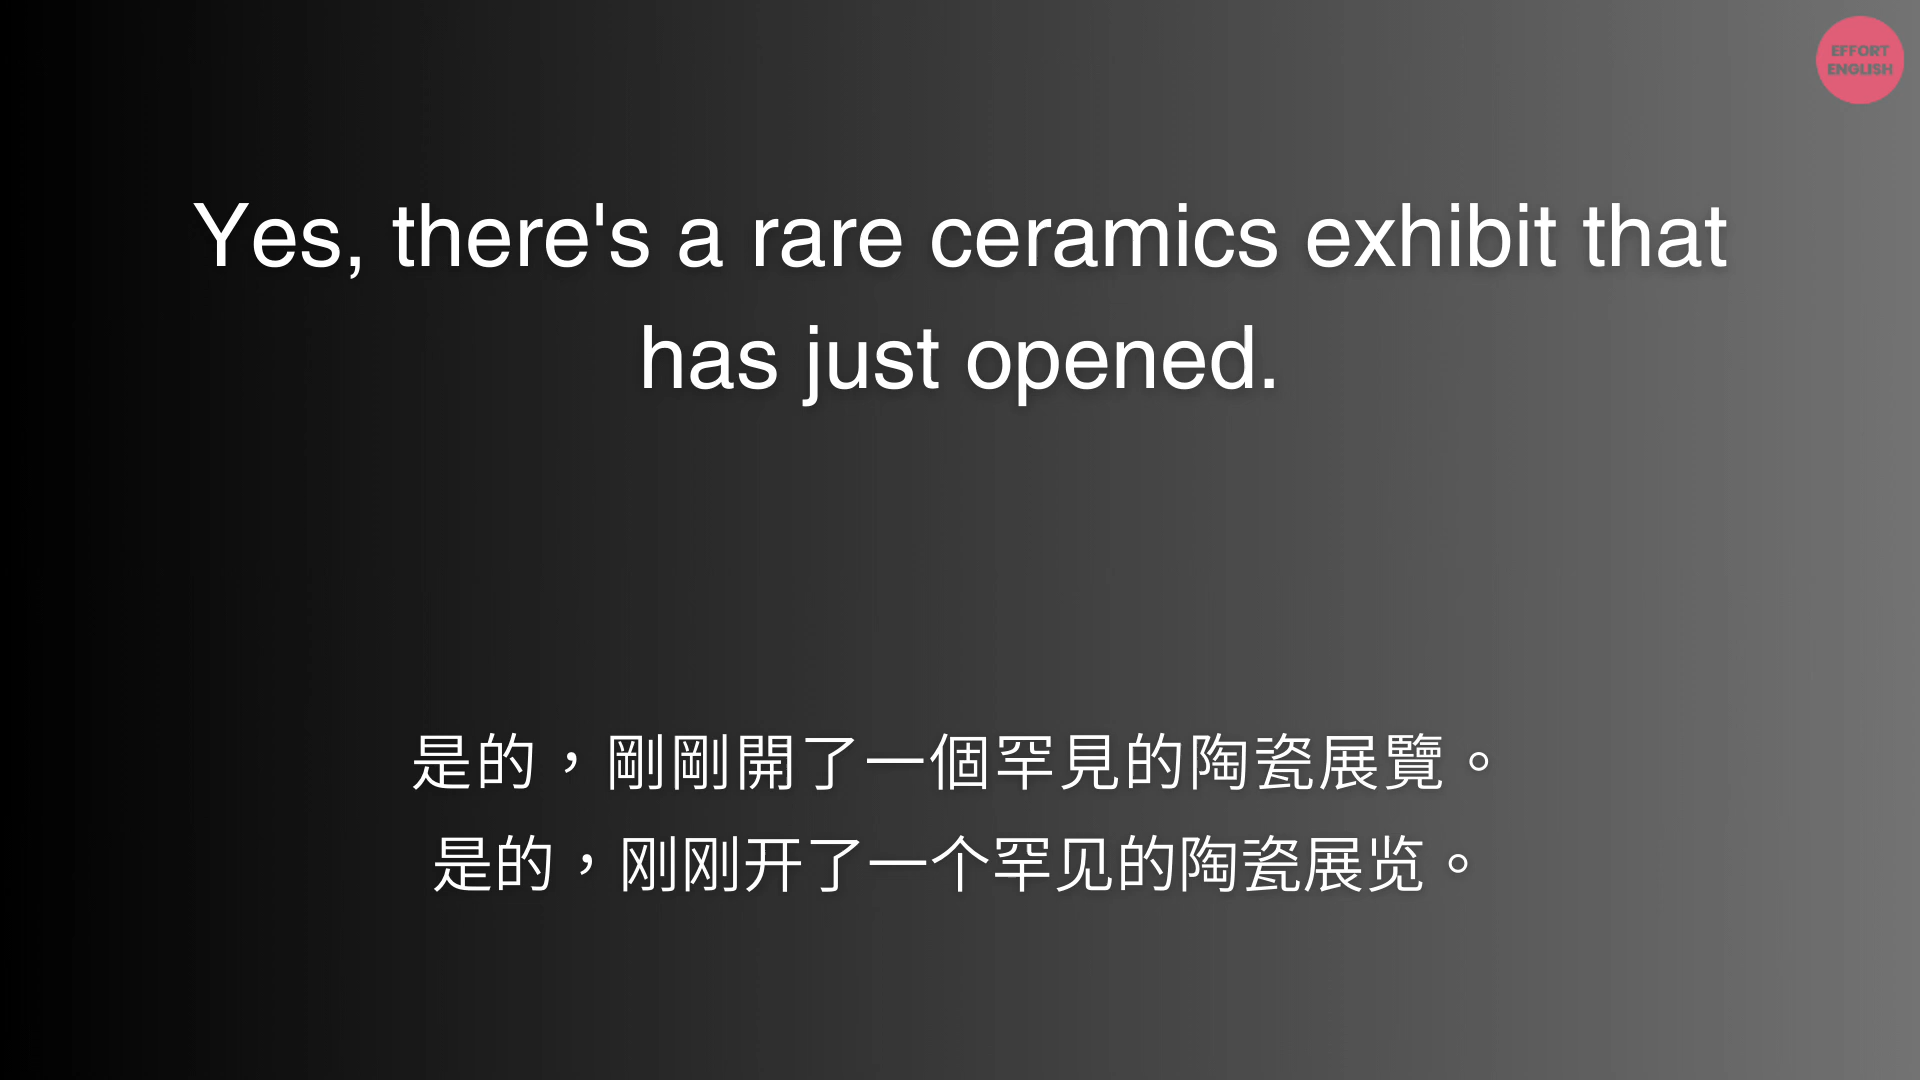 EFFORT
ENGLISH
Yes, there's a rare ceramics exhibit that
has just opened.
是的，剛剛開了一個罕見的陶瓷展覽。
是的，刚刚开了一个罕见的陶瓷展览。